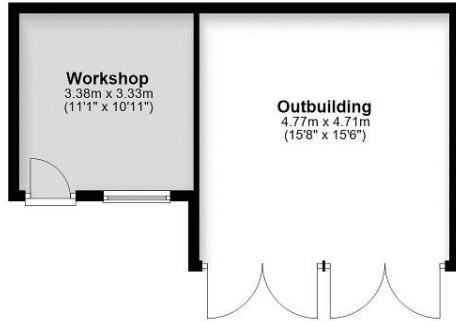 Workshop
3.38m x 3.33m
(11'1" x 10'11")
Outbuilding
4.77m x 4.71m
(15'8" x 15'6")